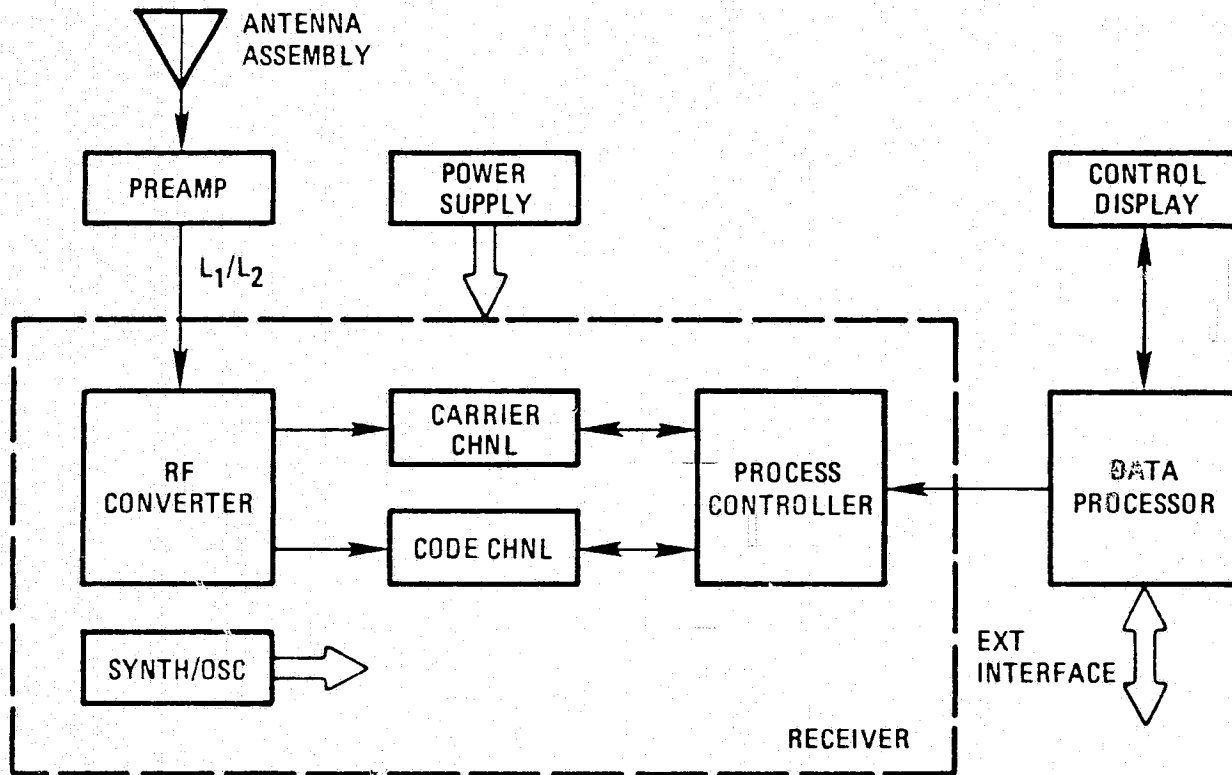 ANTENNA
ASSEMBLY
PREAMP
POWER
SUPPLY
CONTROL
DISPLAY
L1/L2
RF
CONVERTER
CARRIER
CHNL
CODE CHNL
PROCESS
CONTROLLER
DATA
PROCESSOR
SYNTH/OSC
EXT
INTERFACE
RECEIVER